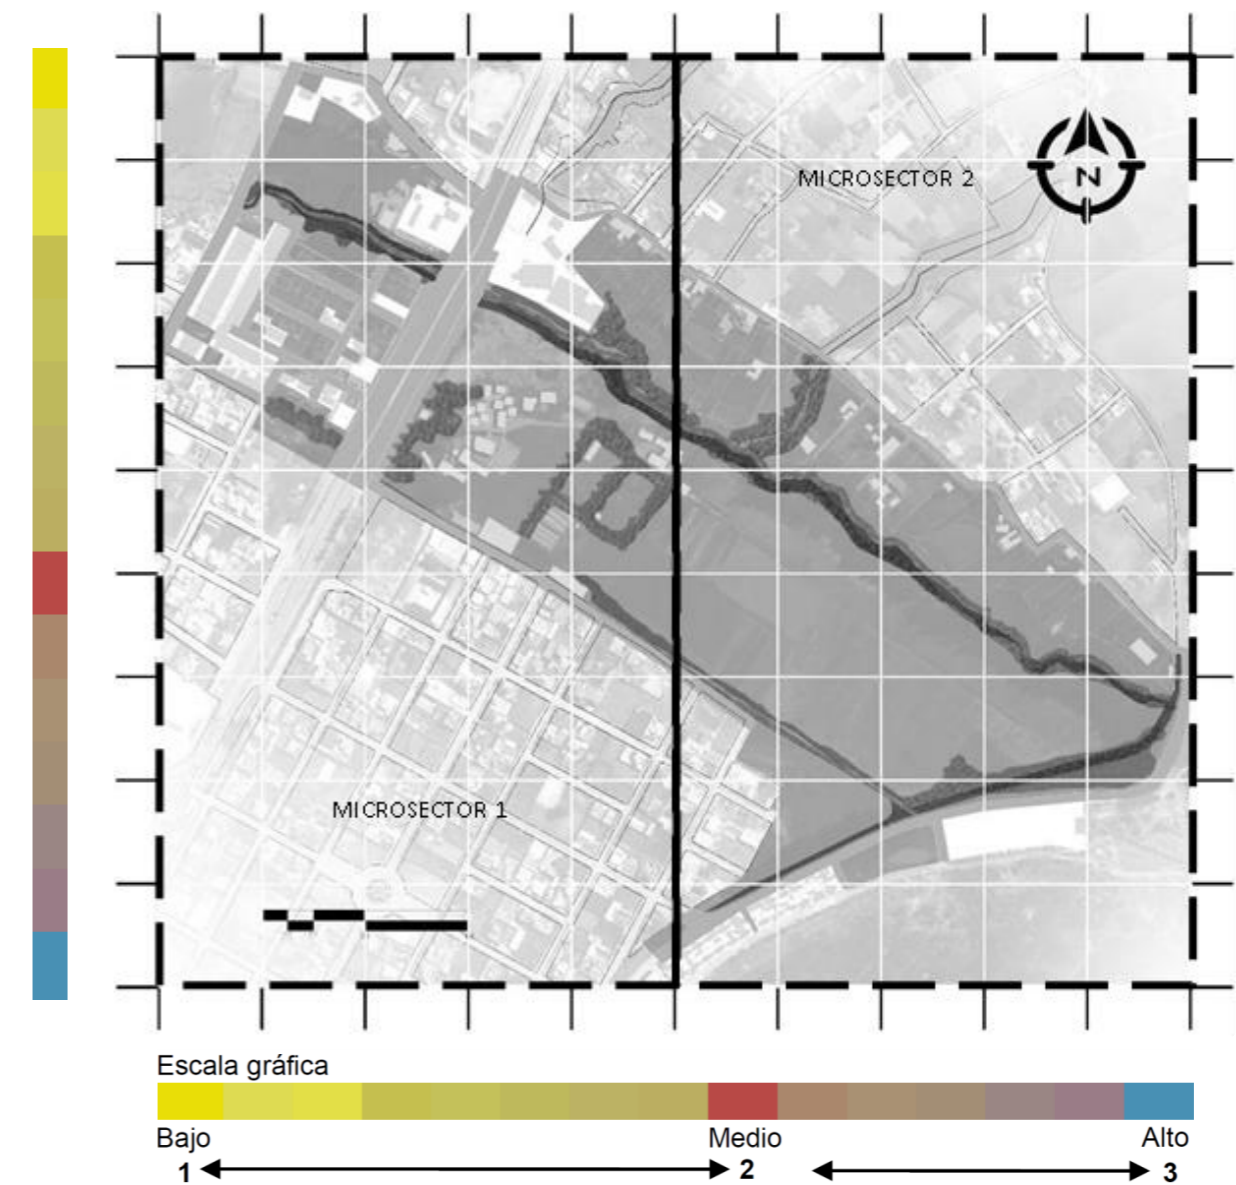 MICROSECTOR 2
N
MICROSECTOR 1
Escala gráfica
Bajo Medio Alto
1 2 3